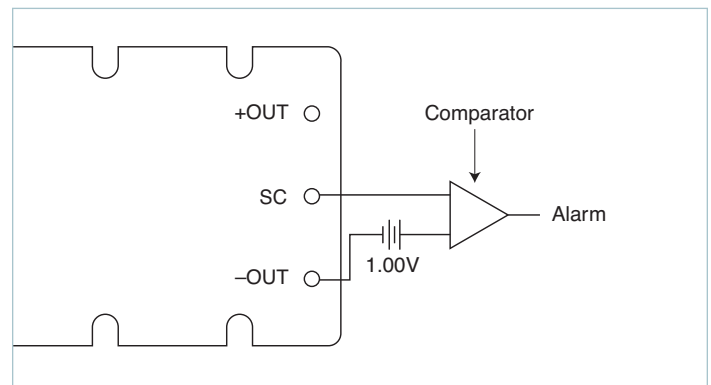 +OUT
Comparator
SC
Alarm
1.00V
–OUT